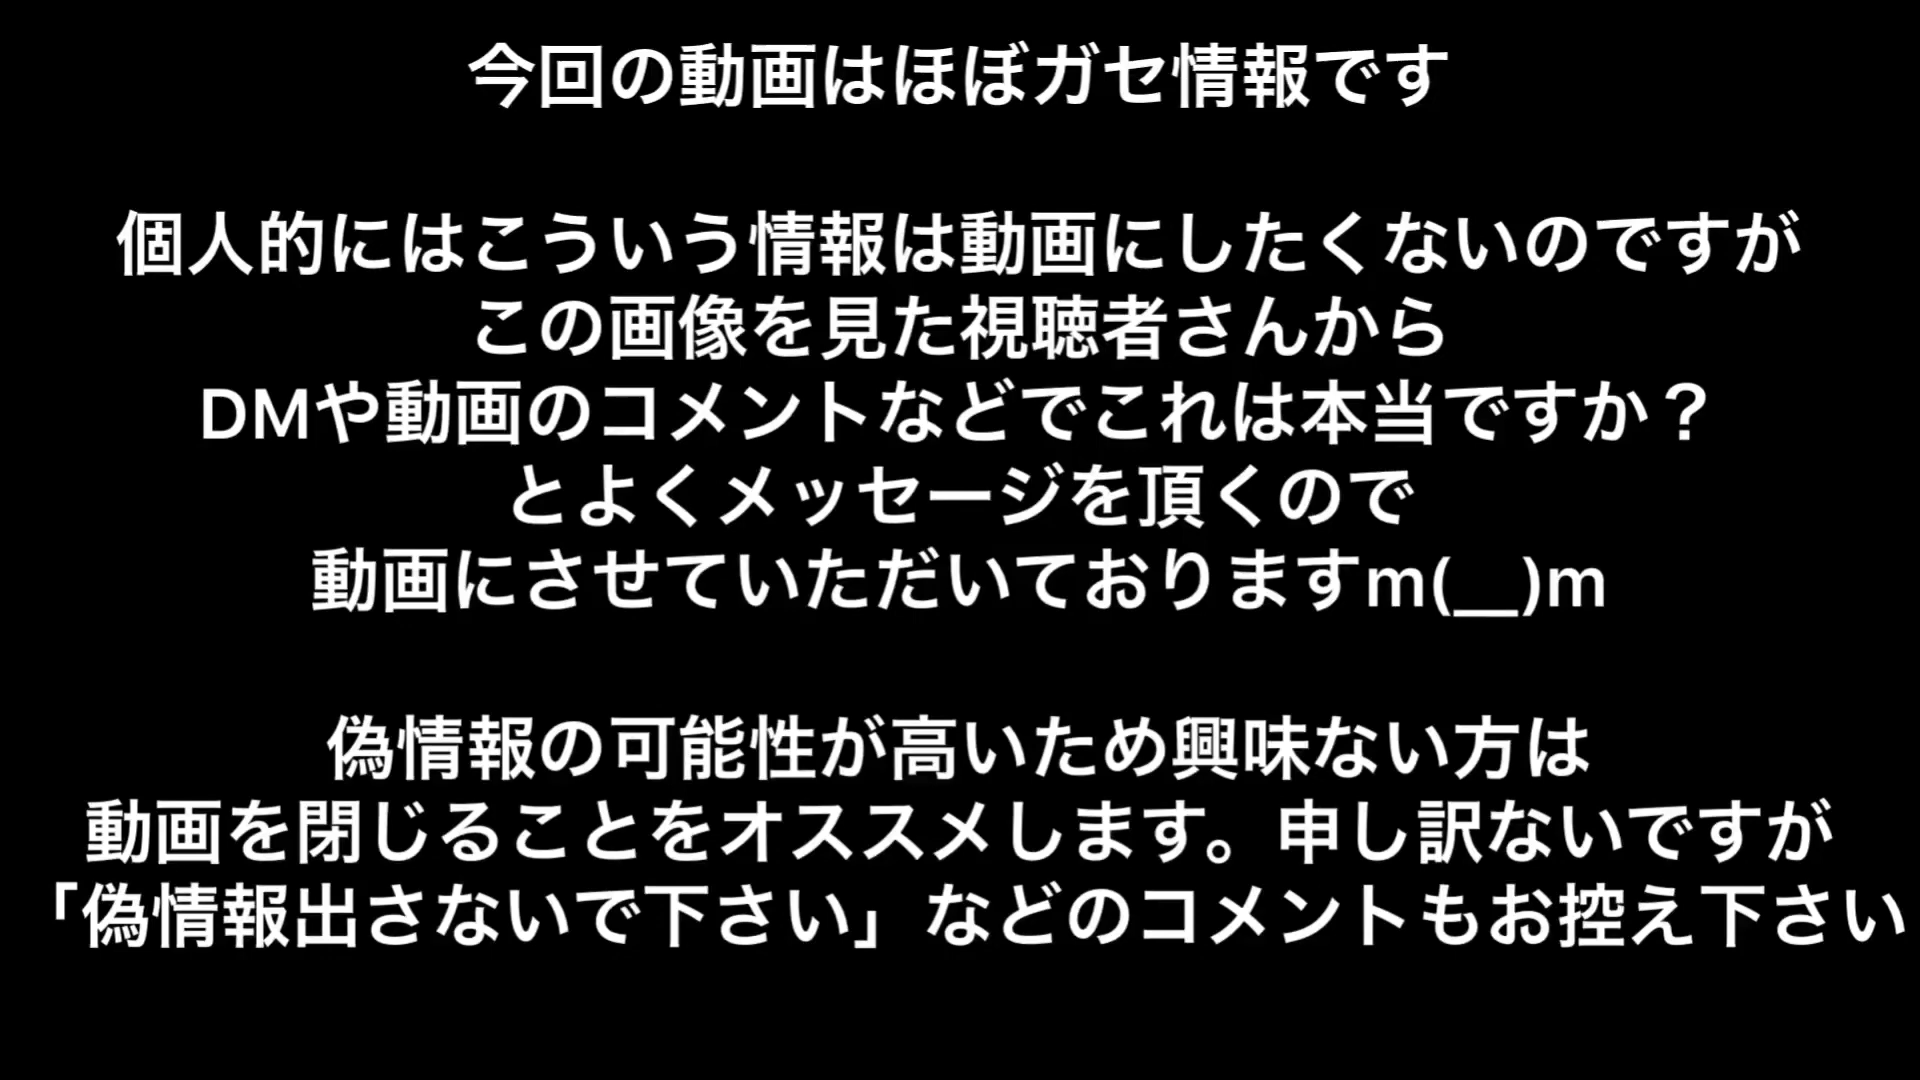 今回の動画はほぼガセ情報です
個人的にはこういう情報は動画にしたくないのですが
この画像を見た視聴者さんから
DMや動画のコメントなどでこれは本当ですか？
とよくメッセージを頂くので
動画にさせていただいておりますm(__)m
偽情報の可能性が高いため興味ない方は
動画を閉じることをオススメします。申し訳ないですが
「偽情報出さないで下さい」などのコメントもお控え下さい